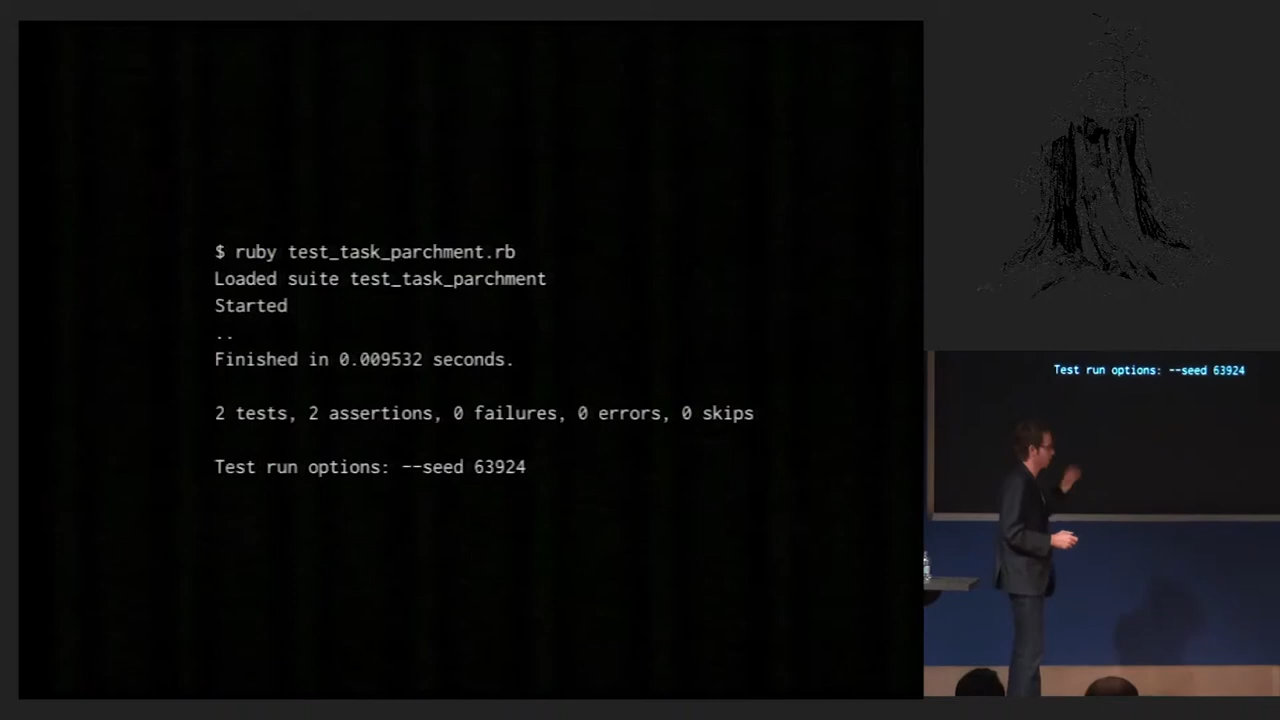 $ ruby test_task_parchment.rb
Loaded suite test_task_parchment
Started
..
Finished in 0.009532 seconds.
2 tests, 2 assertions, 0 failures, 0 errors, 0 skips
Test run options: --seed 63924
Test run options: --seed 63924